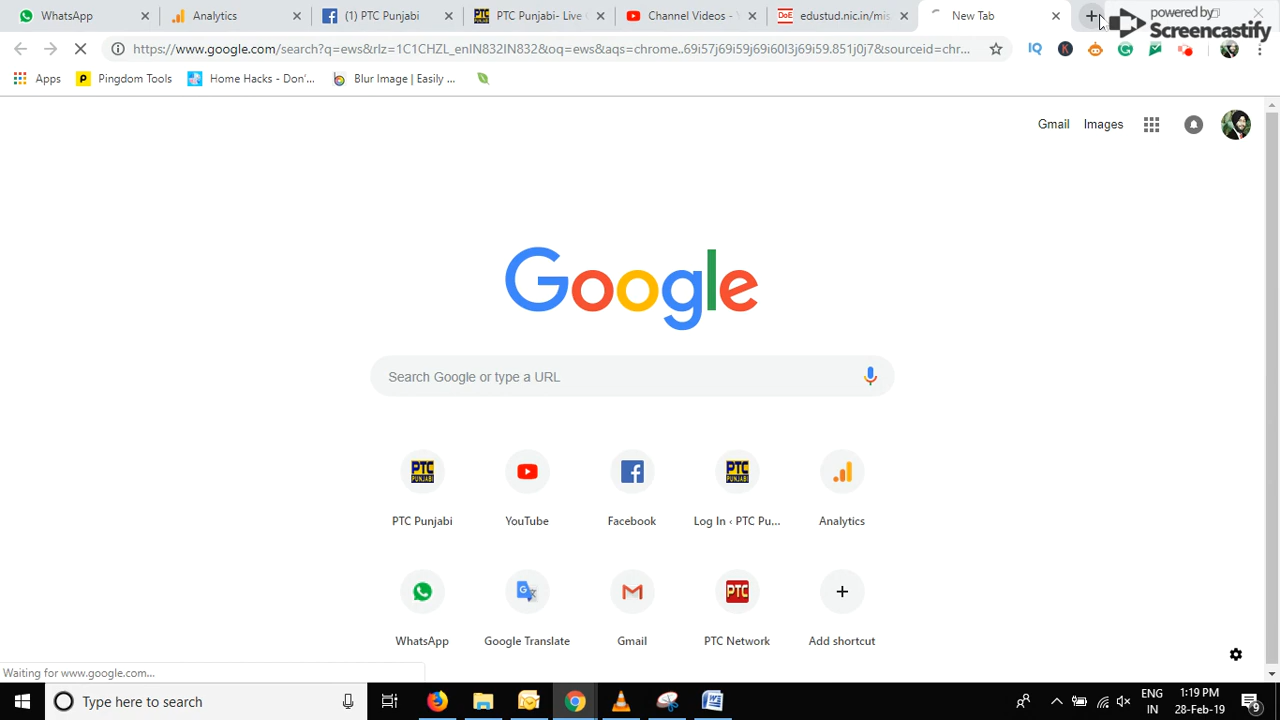 WhatsApp Analytics (1) PTC Punjabi PTC Punjabi- Live Channel Videos - Y edustud.nic.in/mis New Tab
powered by
Screencastify
https://www.google.com/search?q=ews&rlz=1C1GHZL_enIN832IN832&oq=ews&aqs=chrome..69i57j69i59j69i60l3j69i59.851j0j7&sourceid=chr...
Apps Pingdom Tools Home Hacks - Don'... Blur Image | Easily ...
Gmail Images
Google
Search Google or type a URL
PTC Punjabi YouTube Facebook Log In ‹ PTC Pu... Analytics
WhatsApp Google Translate Gmail PTC Network Add shortcut
Waiting for www.google.com...
Type here to search
ENG 1:19 PM
IN 28-Feb-19 9